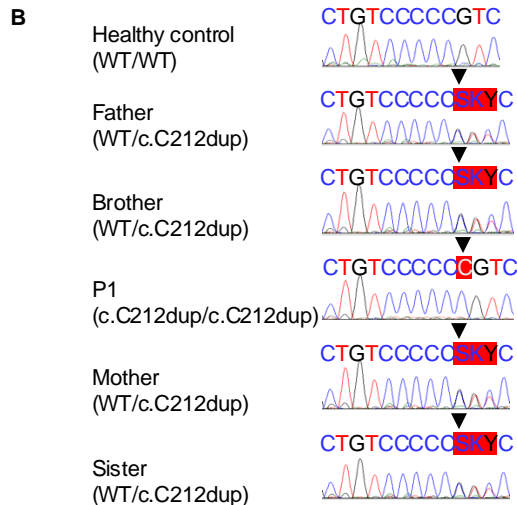 B
Healthy control
(WT/WT)
CTGTCCCCCGTC
Father
(WT/c.C212dup)
CTGTCCCCCSKYC
Brother
(WT/c.C212dup)
CTGTCCCCCSKYC
P1
(c.C212dup/c.C212dup)
CTGTCCCCCCGTC
Mother
(WT/c.C212dup)
CTGTCCCCCSKYC
Sister
(WT/c.C212dup)
CTGTCCCCCSKYC